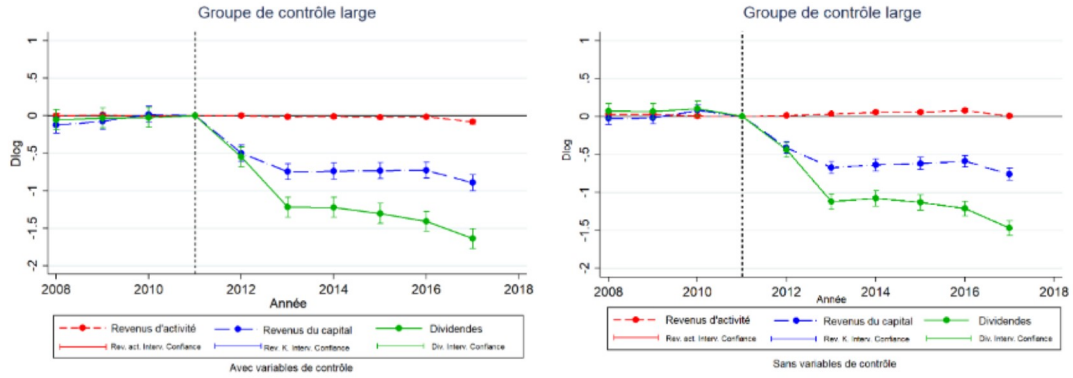 Groupe de contrôle large
1
.5
0
-.5
-1
-1.5
-2
Dlog
2008 2010 2012 2014 2016 2018
Année
Revenus d'activité Revenus du capital Dividendes
Rev. act. Interv. Confiance Rev. K. Interv. Confiance Div. Interv. Confiance
Avec variables de contrôle
Groupe de contrôle large
1
.5
0
-.5
-1
-1.5
-2
Dlog
2008 2010 2012 2014 2016 2018
Année
Revenus d'activité Revenus du capital Dividendes
Rev. act. Interv. Confiance Rev. K. Interv. Confiance Div. Interv. Confiance
Sans variables de contrôle